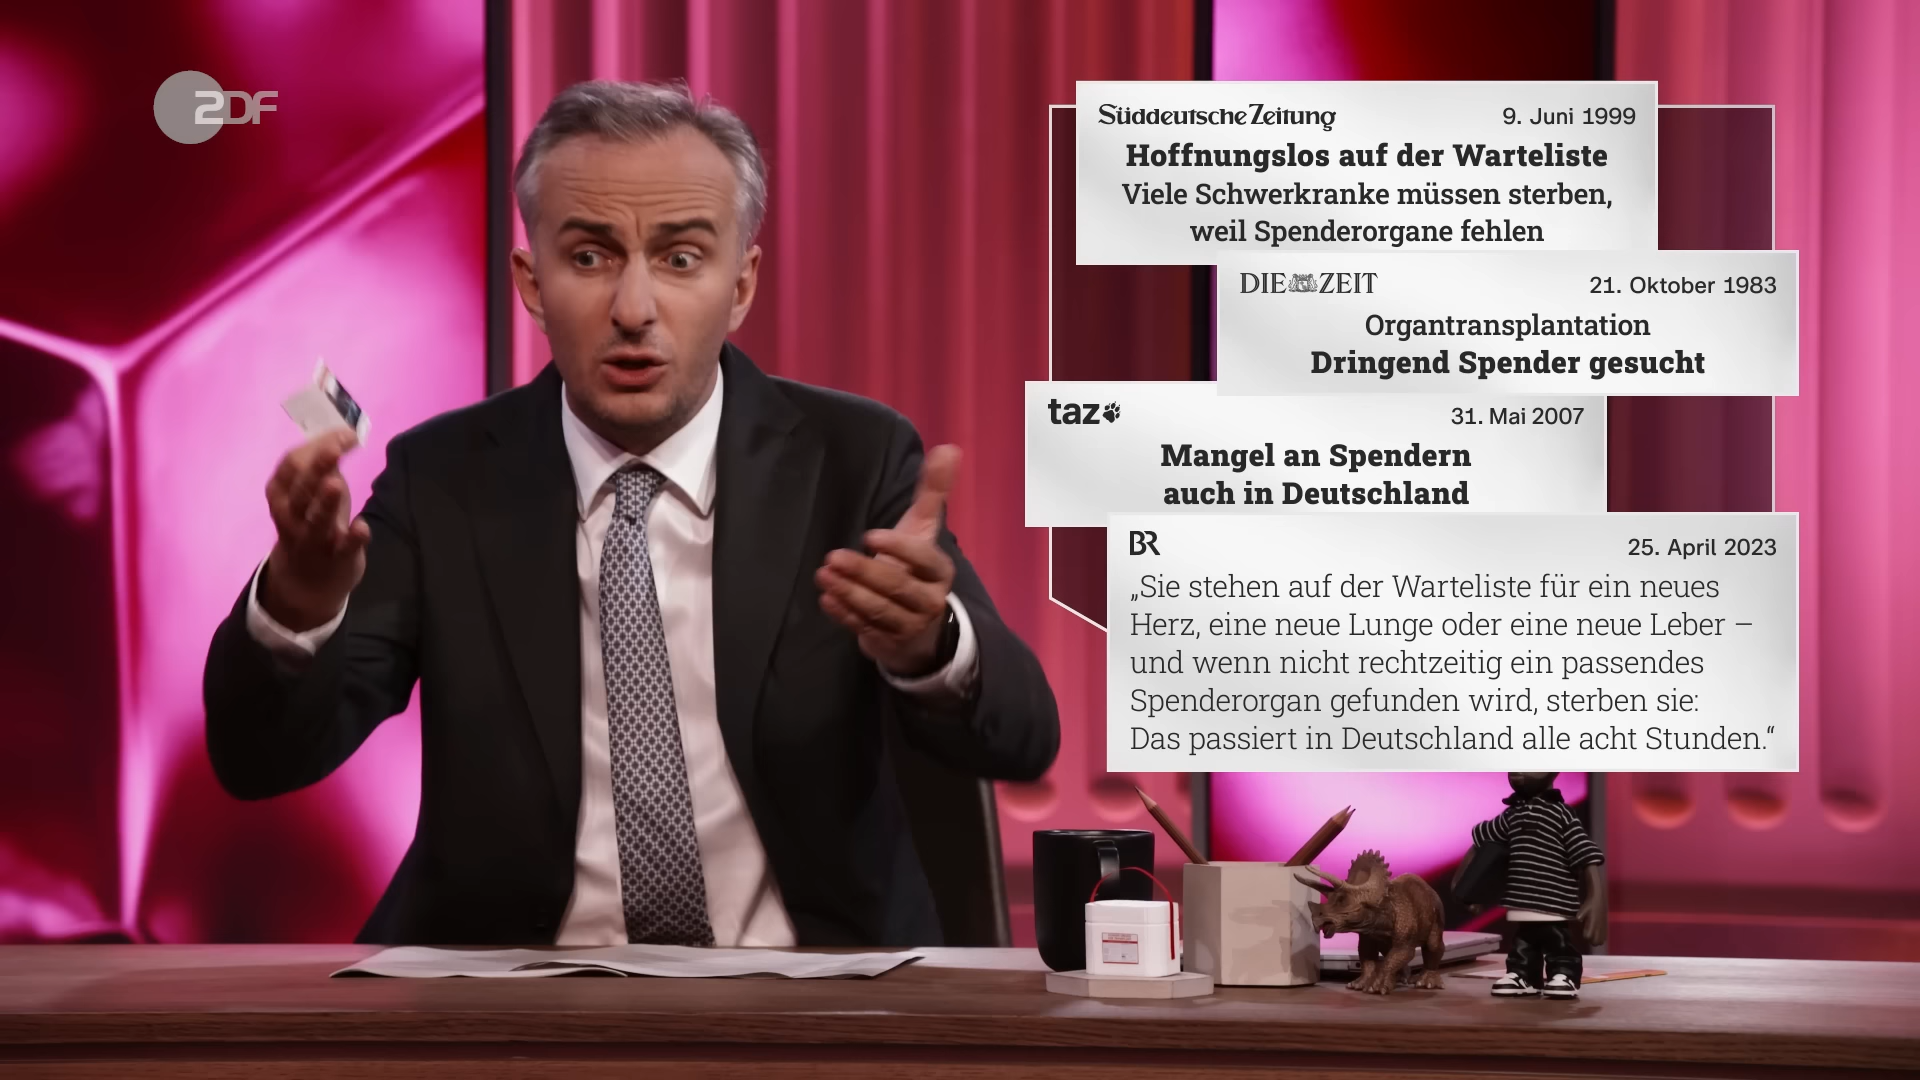 ZDF
Süddeutsche Zeitung
9. Juni 1999
Hoffnungslos auf der Warteliste
Viele Schwerkranke müssen sterben,
weil Spenderorgane fehlen
DIE ZEIT
21. Oktober 1983
Organtransplantation
Dringend Spender gesucht
taz
31. Mai 2007
Mangel an Spendern
auch in Deutschland
BR
25. April 2023
„Sie stehen auf der Warteliste für ein neues
Herz, eine neue Lunge oder eine neue Leber –
und wenn nicht rechtzeitig ein passendes
Spenderorgan gefunden wird, sterben sie:
Das passiert in Deutschland alle acht Stunden.“